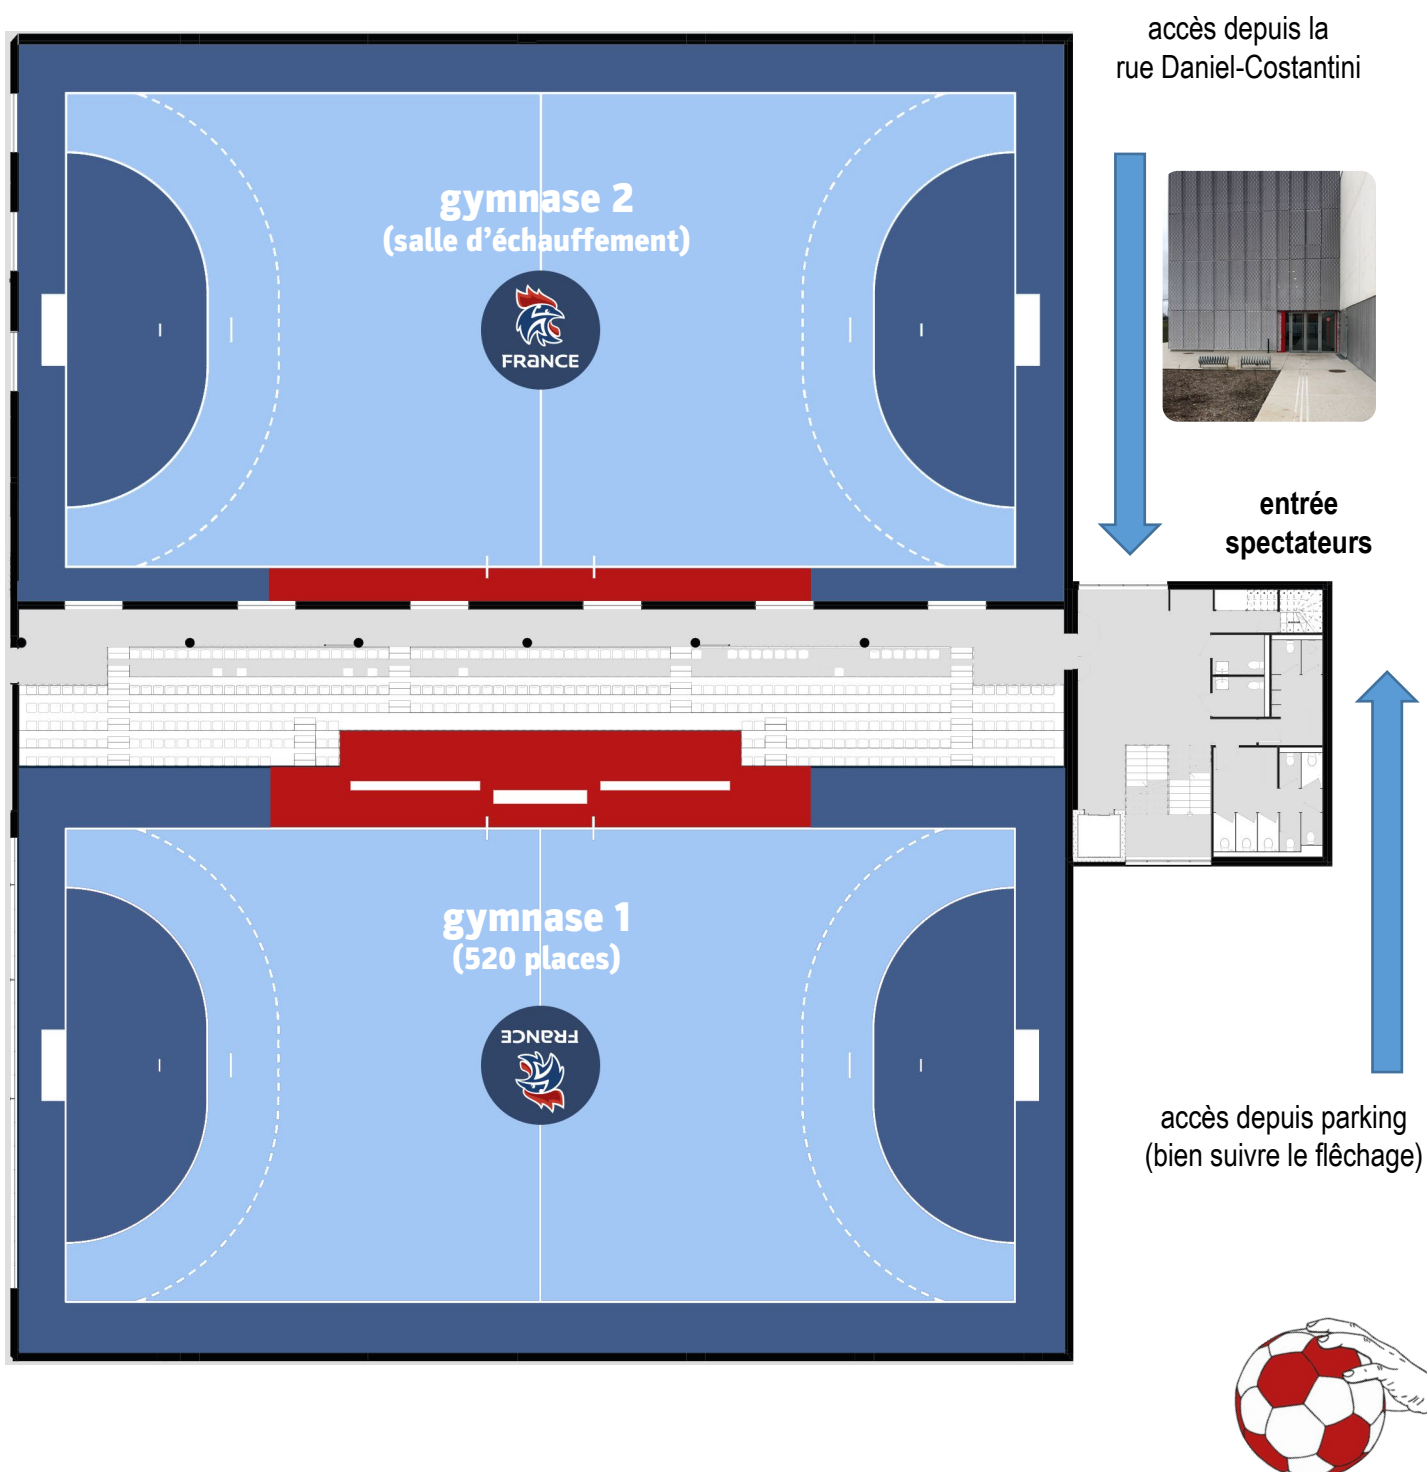 accès depuis la
rue Daniel-Costantini
gymnase 2
(salle d'échauffement)
FRANCE
entrée
spectateurs
gymnase 1
(520 places)
FRANCE
accès depuis parking
(bien suivre le flêchage)